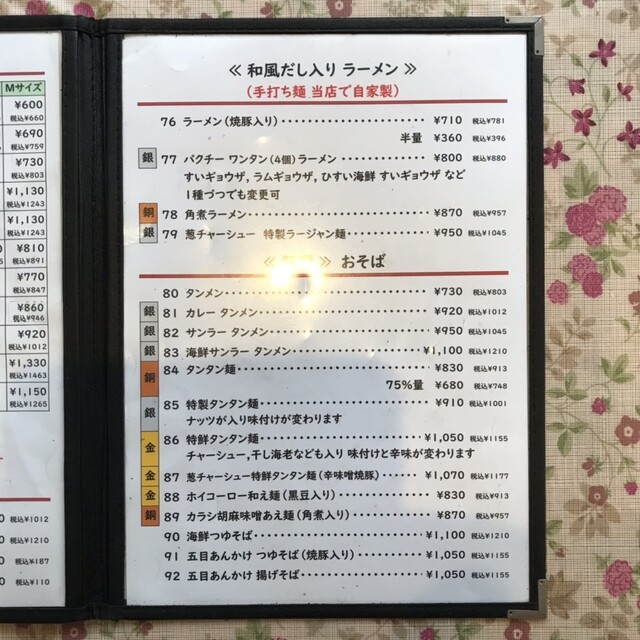 Mサイズ
¥600
税込¥660
¥690
税込¥759
¥730
税込¥803
¥1,130
税込¥1243
¥1,130
税込¥1243
¥810
税込¥891
¥770
税込¥847
¥860
税込¥946
¥920
税込¥1012
¥1,330
税込¥1463
¥1,150
税込¥1265
税込¥1012
税込¥1210
税込¥187
税込¥110
≪ 和風だし入り ラーメン ≫
(手打ち麺 当店で自家製)
76 ラーメン(焼豚入り) ¥710 税込¥781
半量 ¥360 税込¥396
銀 77 パクチー ワンタン(4個)ラーメン ¥800 税込¥880
すいギョウザ, ラムギョウザ, ひすい海鮮 すいギョウザ など
1種づつでも変更可
銅 78 角煮ラーメン ¥870 税込¥957
銀 79 葱チャーシュー 特製ラージャン麺 ¥950 税込¥1045
≫ おそば
80 タンメン ¥730 税込¥803
銀 81 カレー タンメン ¥920 税込¥1012
銀 82 サンラー タンメン ¥950 税込¥1045
銀 83 海鮮サンラー タンメン ¥1,100 税込¥1210
銅 84 タンタン麺 ¥830 税込¥913
75%量 ¥680 税込¥748
銀 85 特製タンタン麺 ¥910 税込¥1001
ナッツが入り味付けが変わります
金 86 特鮮タンタン麺 ¥1,050 税込¥1155
チャーシュー,干し海老なども入り 味付けと辛味が変わります
金 87 葱チャーシュー特鮮タンタン麺(辛味噌焼豚) ¥1,070 税込¥1177
金 88 ホイコーロー和え麺(黒豆入り) ¥830 税込¥913
銅 89 カラシ胡麻味噌あえ麺(角煮入り) ¥870 税込¥957
90 海鮮つゆそば ¥1,100 税込¥1210
91 五目あんかけ つゆそば(焼豚入り) ¥1,050 税込¥1155
92 五目あんかけ 揚げそば ¥1,050 税込¥1155